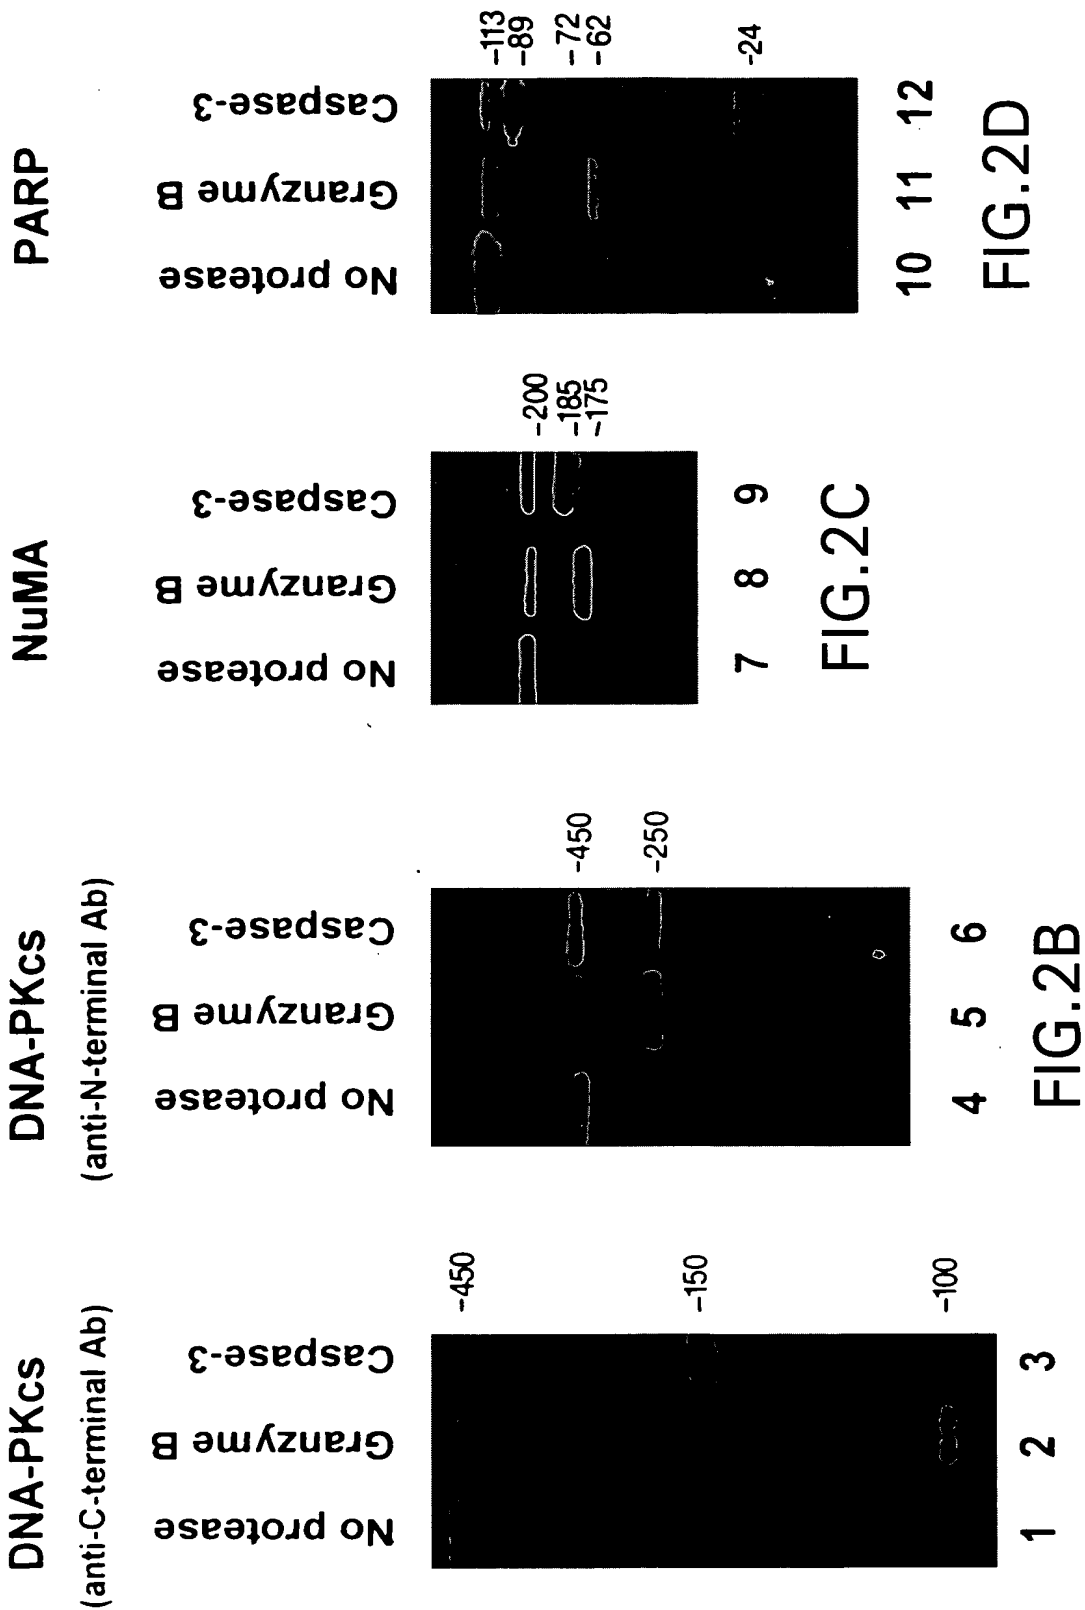 DNA-PKcs
(anti-C-terminal Ab)
No protease
Granzyme B
Caspase-3
-450
-150
-100
1 2 3
DNA-PKcs
(anti-N-terminal Ab)
No protease
Granzyme B
Caspase-3
-450
-250
4 5 6
FIG.2B
NuMA
No protease
Granzyme B
Caspase-3
-200
-185
-175
7 8 9
FIG.2C
PARP
No protease
Granzyme B
Caspase-3
-113
-89
-72
-62
-24
10 11 12
FIG.2D